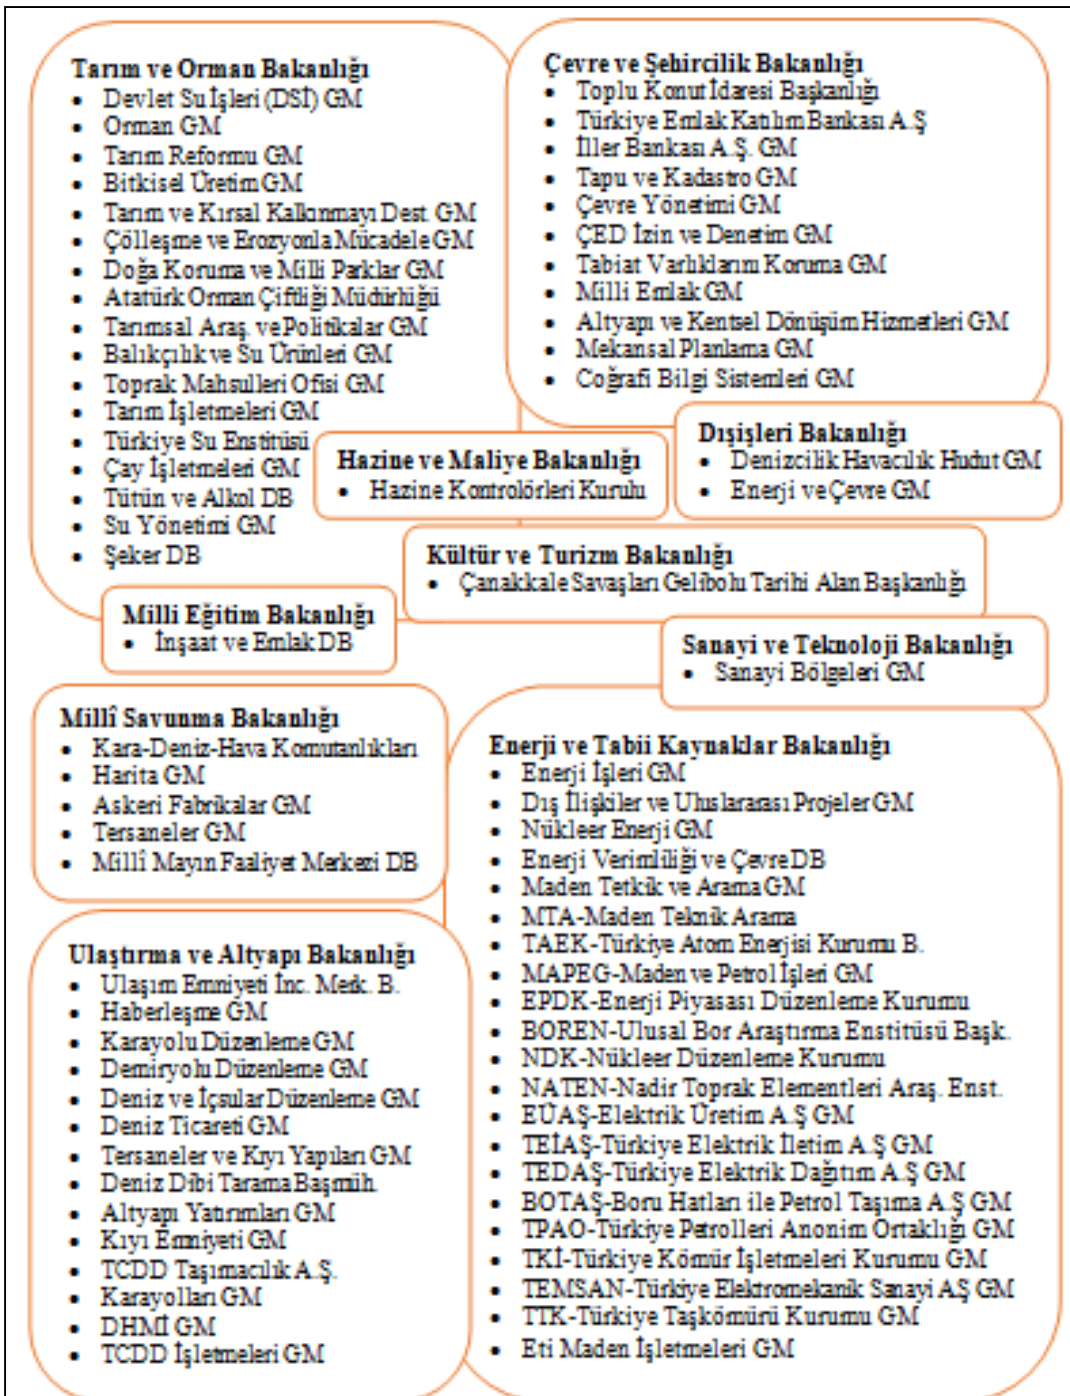 Tarım ve Orman Bakanlığı
• Devlet Su İşleri (DSİ) GM
• Orman GM
• Tarım Reformu GM
• Bitkisel Üretim GM
• Tarım ve Kırsal Kalkınmayı Dest. GM
• Çölleşme ve Erozyonla Mücadele GM
• Doğa Koruma ve Milli Parklar GM
• Atatürk Orman Çiftliği Müdürlüğü
• Tarımsal Araş. ve Politikalar GM
• Balıkçılık ve Su Ürünleri GM
• Toprak Mahsulleri Ofisi GM
• Tarım İşletmeleri GM
• Türkiye Su Enstitüsü
• Çay İşletmeleri GM
• Tütün ve Alkol DB
• Su Yönetimi GM
• Şeker DB
Çevre ve Şehircilik Bakanlığı
• Toplu Konut İdaresi Başkanlığı
• Türkiye Emlak Katılım Bankası A.Ş
• İller Bankası A.Ş. GM
• Tapu ve Kadastro GM
• Çevre Yönetimi GM
• ÇED İzin ve Denetim GM
• Tabiat Varlıklarını Koruma GM
• Milli Emlak GM
• Altyapı ve Kentsel Dönüşüm Hizmetleri GM
• Mekansal Planlama GM
• Coğrafi Bilgi Sistemleri GM
Hazine ve Maliye Bakanlığı
• Hazine Kontrolörleri Kurulu
Dışişleri Bakanlığı
• Denizcilik Havacılık Hudut GM
• Enerji ve Çevre GM
Kültür ve Turizm Bakanlığı
• Çanakkale Savaşları Gelibolu Tarihi Alan Başkanlığı
Milli Eğitim Bakanlığı
• İnşaat ve Emlak DB
Sanayi ve Teknoloji Bakanlığı
• Sanayi Bölgeleri GM
Millî Savunma Bakanlığı
• Kara-Deniz-Hava Komutanlıkları
• Harita GM
• Askeri Fabrikalar GM
• Tersaneler GM
• Millî Mayın Faaliyet Merkezi DB
Enerji ve Tabii Kaynaklar Bakanlığı
• Enerji İşleri GM
• Dış İlişkiler ve Uluslararası Projeler GM
• Nükleer Enerji GM
• Enerji Verimliliği ve Çevre DB
• Maden Tetkik ve Arama GM
• MTA-Maden Teknik Arama
• TAEK-Türkiye Atom Enerjisi Kurumu B.
• MAPEG-Maden ve Petrol İşleri GM
• EPDK-Enerji Piyasası Düzenleme Kurumu
• BOREN-Ulusal Bor Araştırma Enstitüsü Başk.
• NDK-Nükleer Düzenleme Kurumu
• NATEN-Nadir Toprak Elementleri Araş. Enst.
• EÜAŞ-Elektrik Üretim A.Ş GM
• TEİAŞ-Türkiye Elektrik İletim A.Ş GM
• TEDAŞ-Türkiye Elektrik Dağıtım A.Ş GM
• BOTAŞ-Boru Hatları ile Petrol Taşıma A.Ş GM
• TPAO-Türkiye Petrolleri Anonim Ortaklığı GM
• TKİ-Türkiye Kömür İşletmeleri Kurumu GM
• TEMSAN-Türkiye Elektromekanik Sanayi AŞ GM
• TTK-Türkiye Taşkömürü Kurumu GM
• Eti Maden İşletmeleri GM
Ulaştırma ve Altyapı Bakanlığı
• Ulaşım Emniyeti İnc. Merk. B.
• Haberleşme GM
• Karayolu Düzenleme GM
• Demiryolu Düzenleme GM
• Deniz ve İçsular Düzenleme GM
• Deniz Ticareti GM
• Tersaneler ve Kıyı Yapıları GM
• Deniz Dibi Tarama Başmüh.
• Altyapı Yatırımları GM
• Kıyı Emniyeti GM
• TCDD Taşımacılık A.Ş.
• Karayolları GM
• DHMİ GM
• TCDD İşletmeleri GM